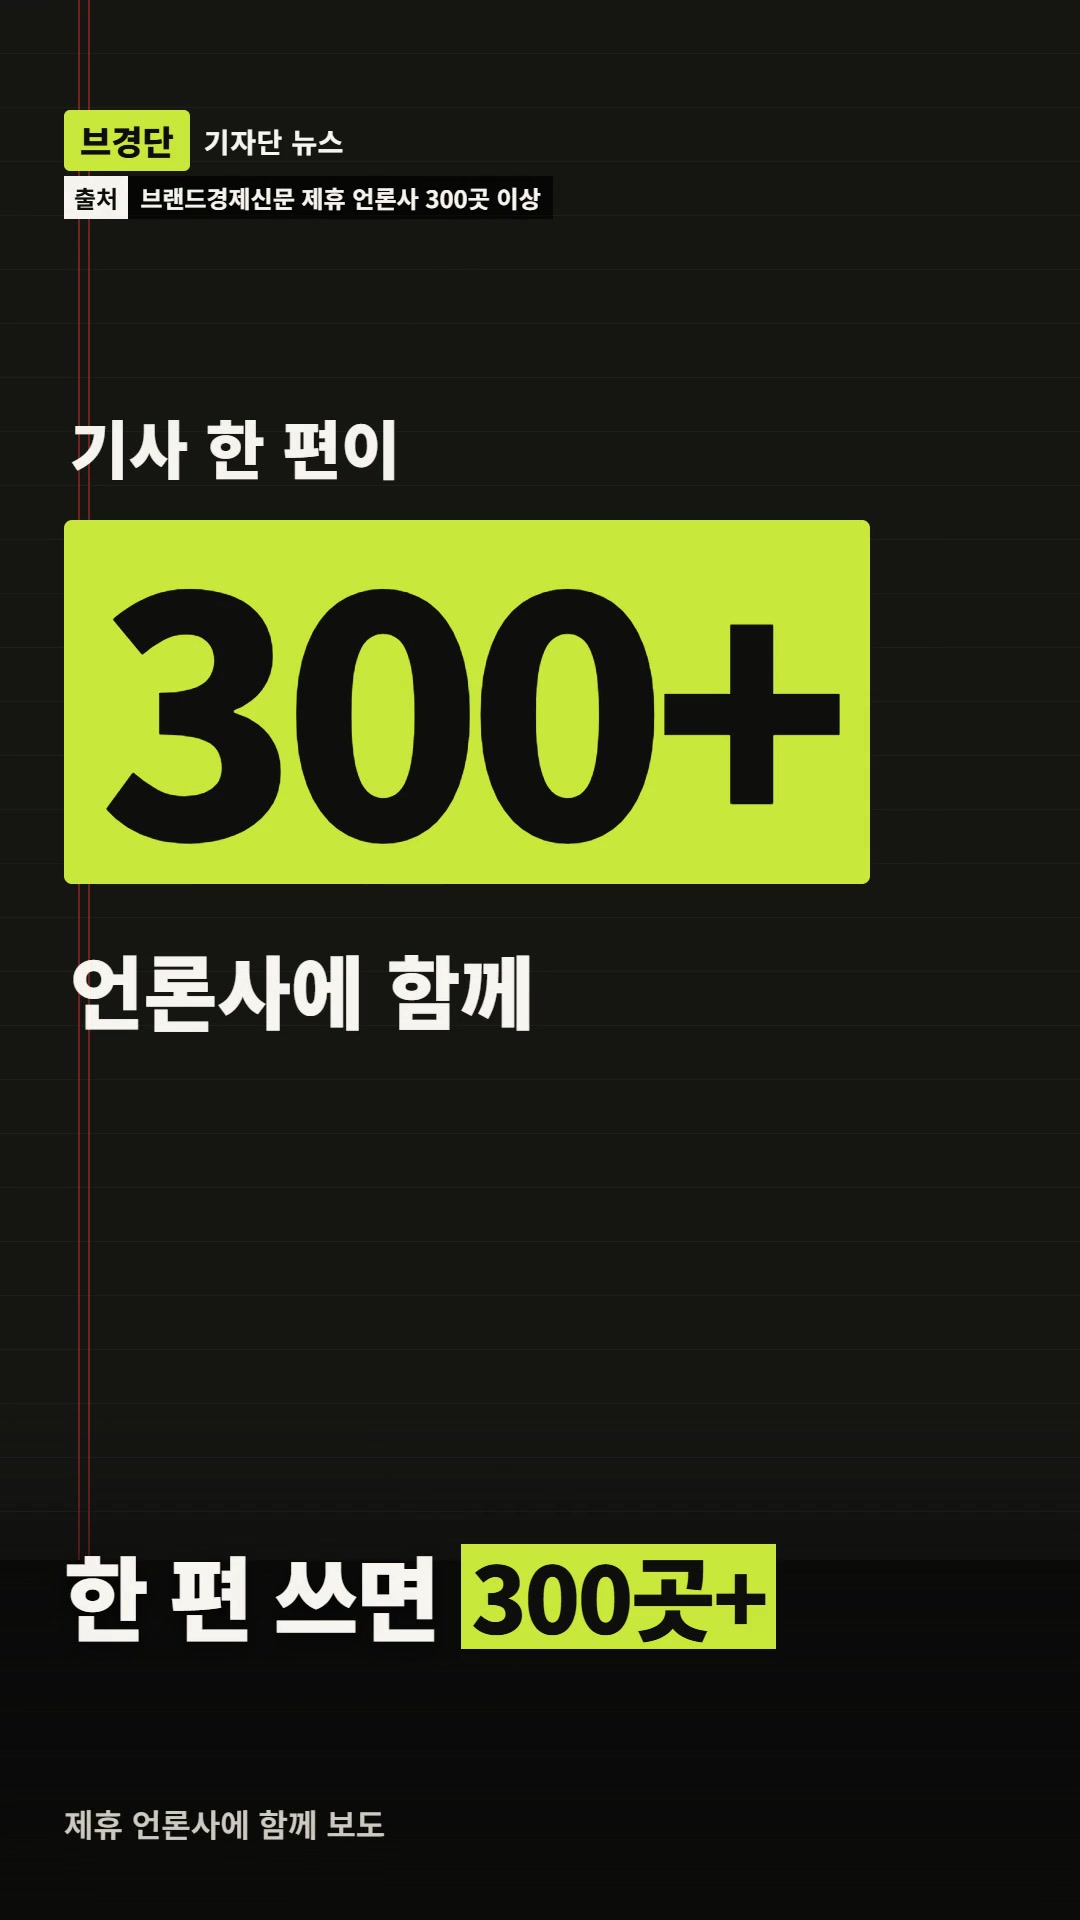 브경단 기자단 뉴스
출처 브랜드경제신문 제휴 언론사 300곳 이상
기사 한 편이
300+
언론사에 함께
한 편 쓰면 300곳+
제휴 언론사에 함께 보도